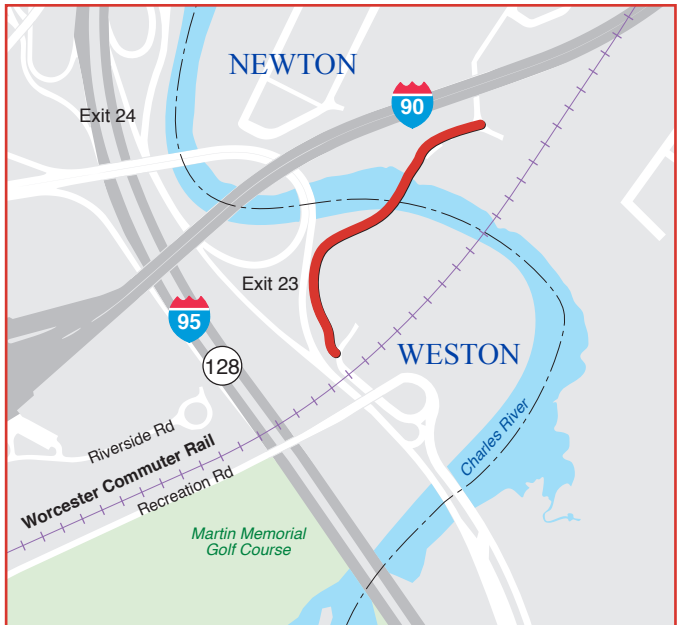 NEWTON
90
Exit 24
Exit 23
95
128
WESTON
Riverside Rd
Worcester Commuter Rail
Recreation Rd
Charles River
Martin Memorial
Golf Course